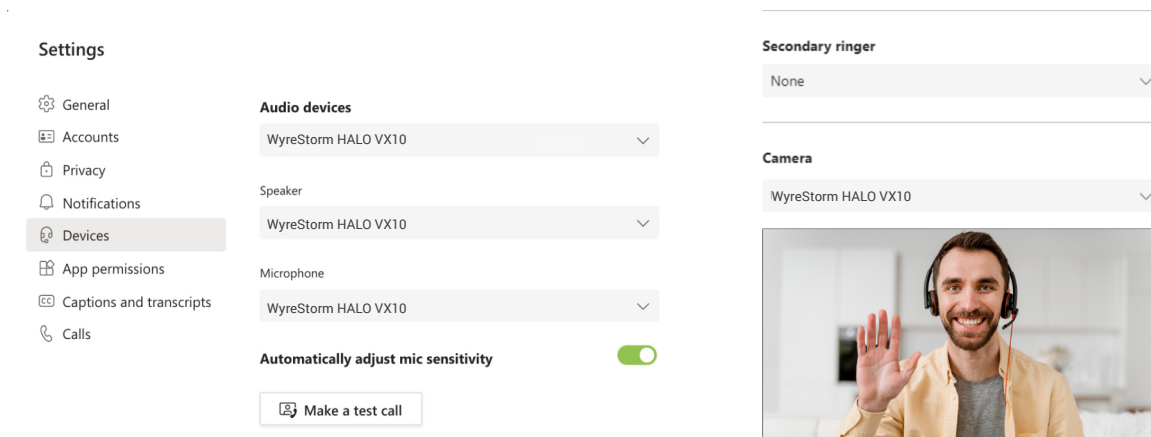 Settings
General
Accounts
Privacy
Notifications
Devices
App permissions
CC Captions and transcripts
Calls
Audio devices
WyreStorm HALO VX10
Speaker
WyreStorm HALO VX10
Microphone
WyreStorm HALO VX10
Automatically adjust mic sensitivity
Make a test call
Secondary ringer
None
Camera
WyreStorm HALO VX10